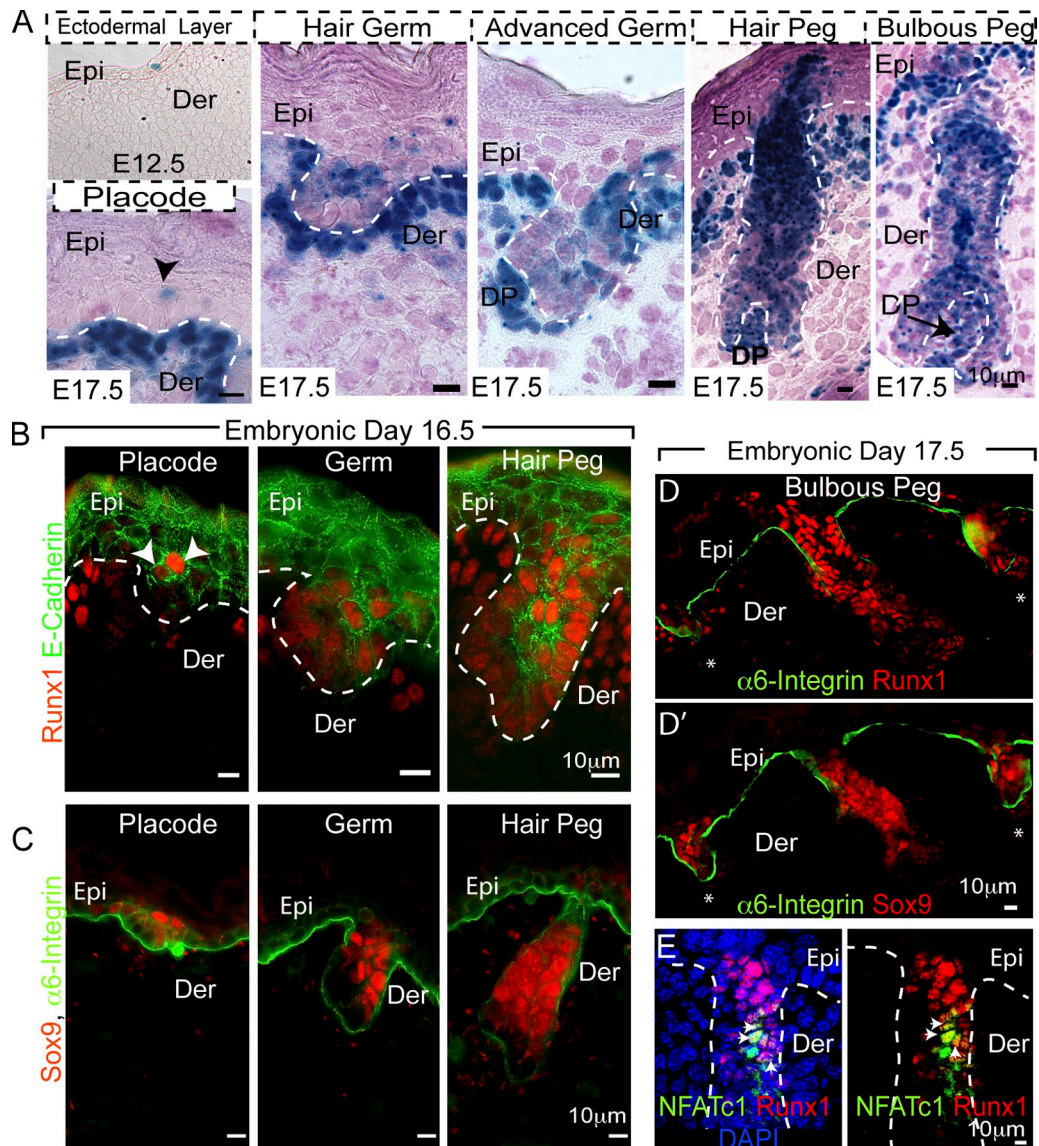 A
Ectodermal Layer
Hair Germ
Advanced Germ
Hair Peg
Bulbous Peg
Epi
Der
E12.5
Placode
Epi
Der
E17.5
Epi
Der
E17.5
Epi
Der
DP
E17.5
Epi
Der
DP
E17.5
Epi
Der
DP
E17.5
10µm
B
Embryonic Day 16.5
Placode
Germ
Hair Peg
Runx1 E-Cadherin
Epi
Der
Epi
Der
Epi
Der
10µm
C
Placode
Germ
Hair Peg
Sox9, α6-Integrin
Epi
Der
Epi
Der
Epi
Der
10µm
Embryonic Day 17.5
D
Bulbous Peg
Epi
Der
*
*
α6-Integrin Runx1
D'
Epi
Der
*
*
10µm
α6-Integrin Sox9
E
Epi
Der
NFATc1 Runx1
DAPI
Epi
Der
NFATc1 Runx1
10µm